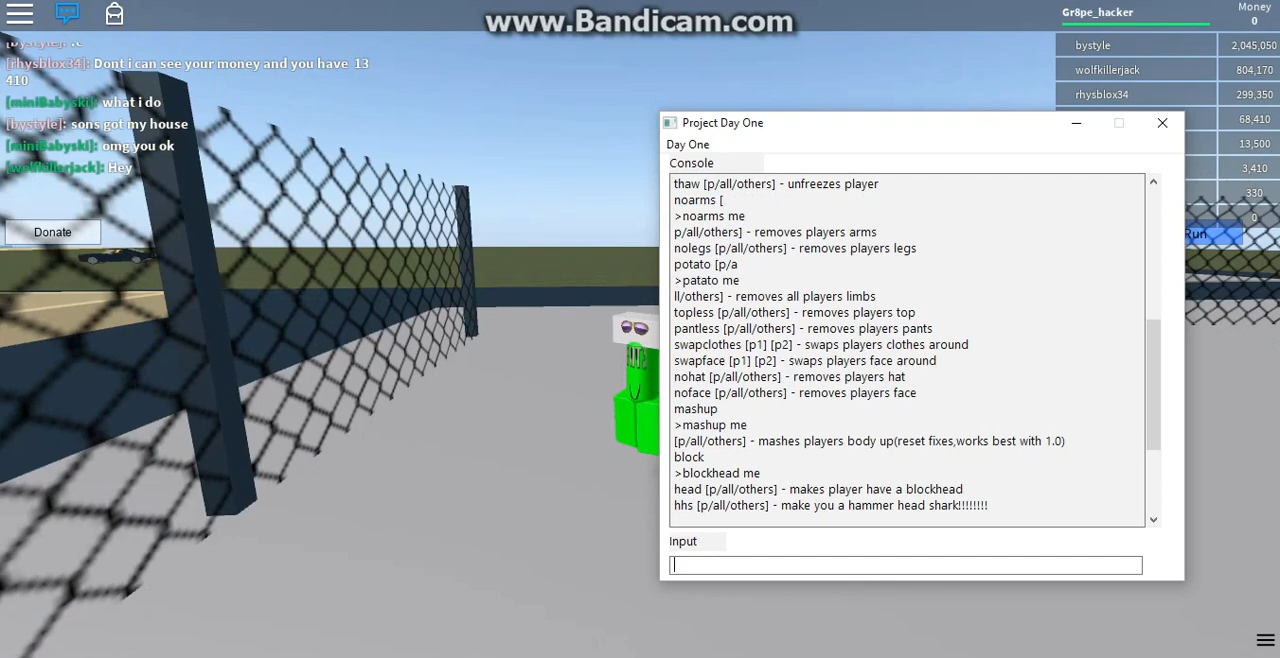 www.Bandicam.com
Gr8pe_hacker
Money
0
bystyle 2,045,050
wolfkillerjack 804,170
rhysblox34 299,350
68,410
13,500
3,410
330
0
Run
[bystyle]:
[rhysblox34]: Dont i can see your money and you have 13
410
[miniBabyski]: what i do
[bystyle]: sons got my house
[miniBabyski]: omg you ok
[wolfkillerjack]: Hey
Donate
Project Day One
Day One
Console
thaw [p/all/others] - unfreezes player
noarms [
>noarms me
p/all/others] - removes players arms
nolegs [p/all/others] - removes players legs
potato [p/a
>patato me
ll/others] - removes all players limbs
topless [p/all/others] - removes players top
pantless [p/all/others] - removes players pants
swapclothes [p1] [p2] - swaps players clothes around
swapface [p1] [p2] - swaps players face around
nohat [p/all/others] - removes players hat
noface [p/all/others] - removes players face
mashup
>mashup me
[p/all/others] - mashes players body up(reset fixes,works best with 1.0)
block
>blockhead me
head [p/all/others] - makes player have a blockhead
hhs [p/all/others] - make you a hammer head shark!!!!!!!!
Input